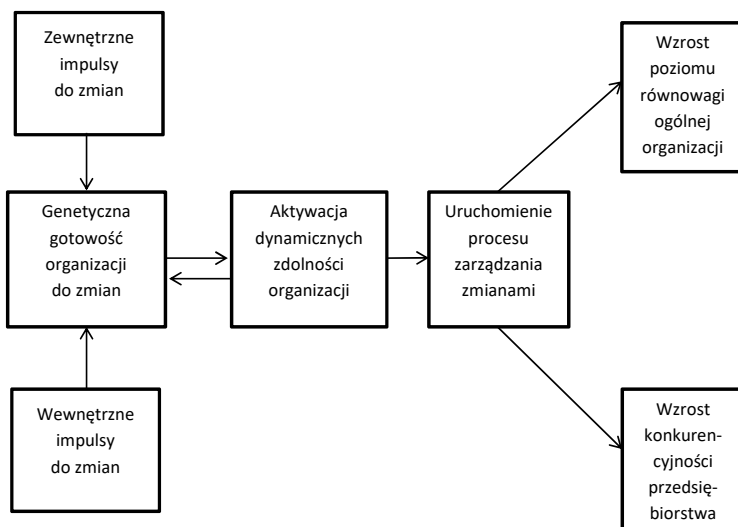 Zewnętrzne
impulsy
do zmian
Wzrost
poziomu
równowagi
ogólnej
organizacji
Genetyczna
gotowość
organizacji
do zmian
Aktywacja
dynamicznych
zdolności
organizacji
Uruchomienie
procesu
zarządzania
zmianami
Wewnętrzne
impulsy
do zmian
Wzrost
konkuren-
cyjności
przedsię-
biorstwa